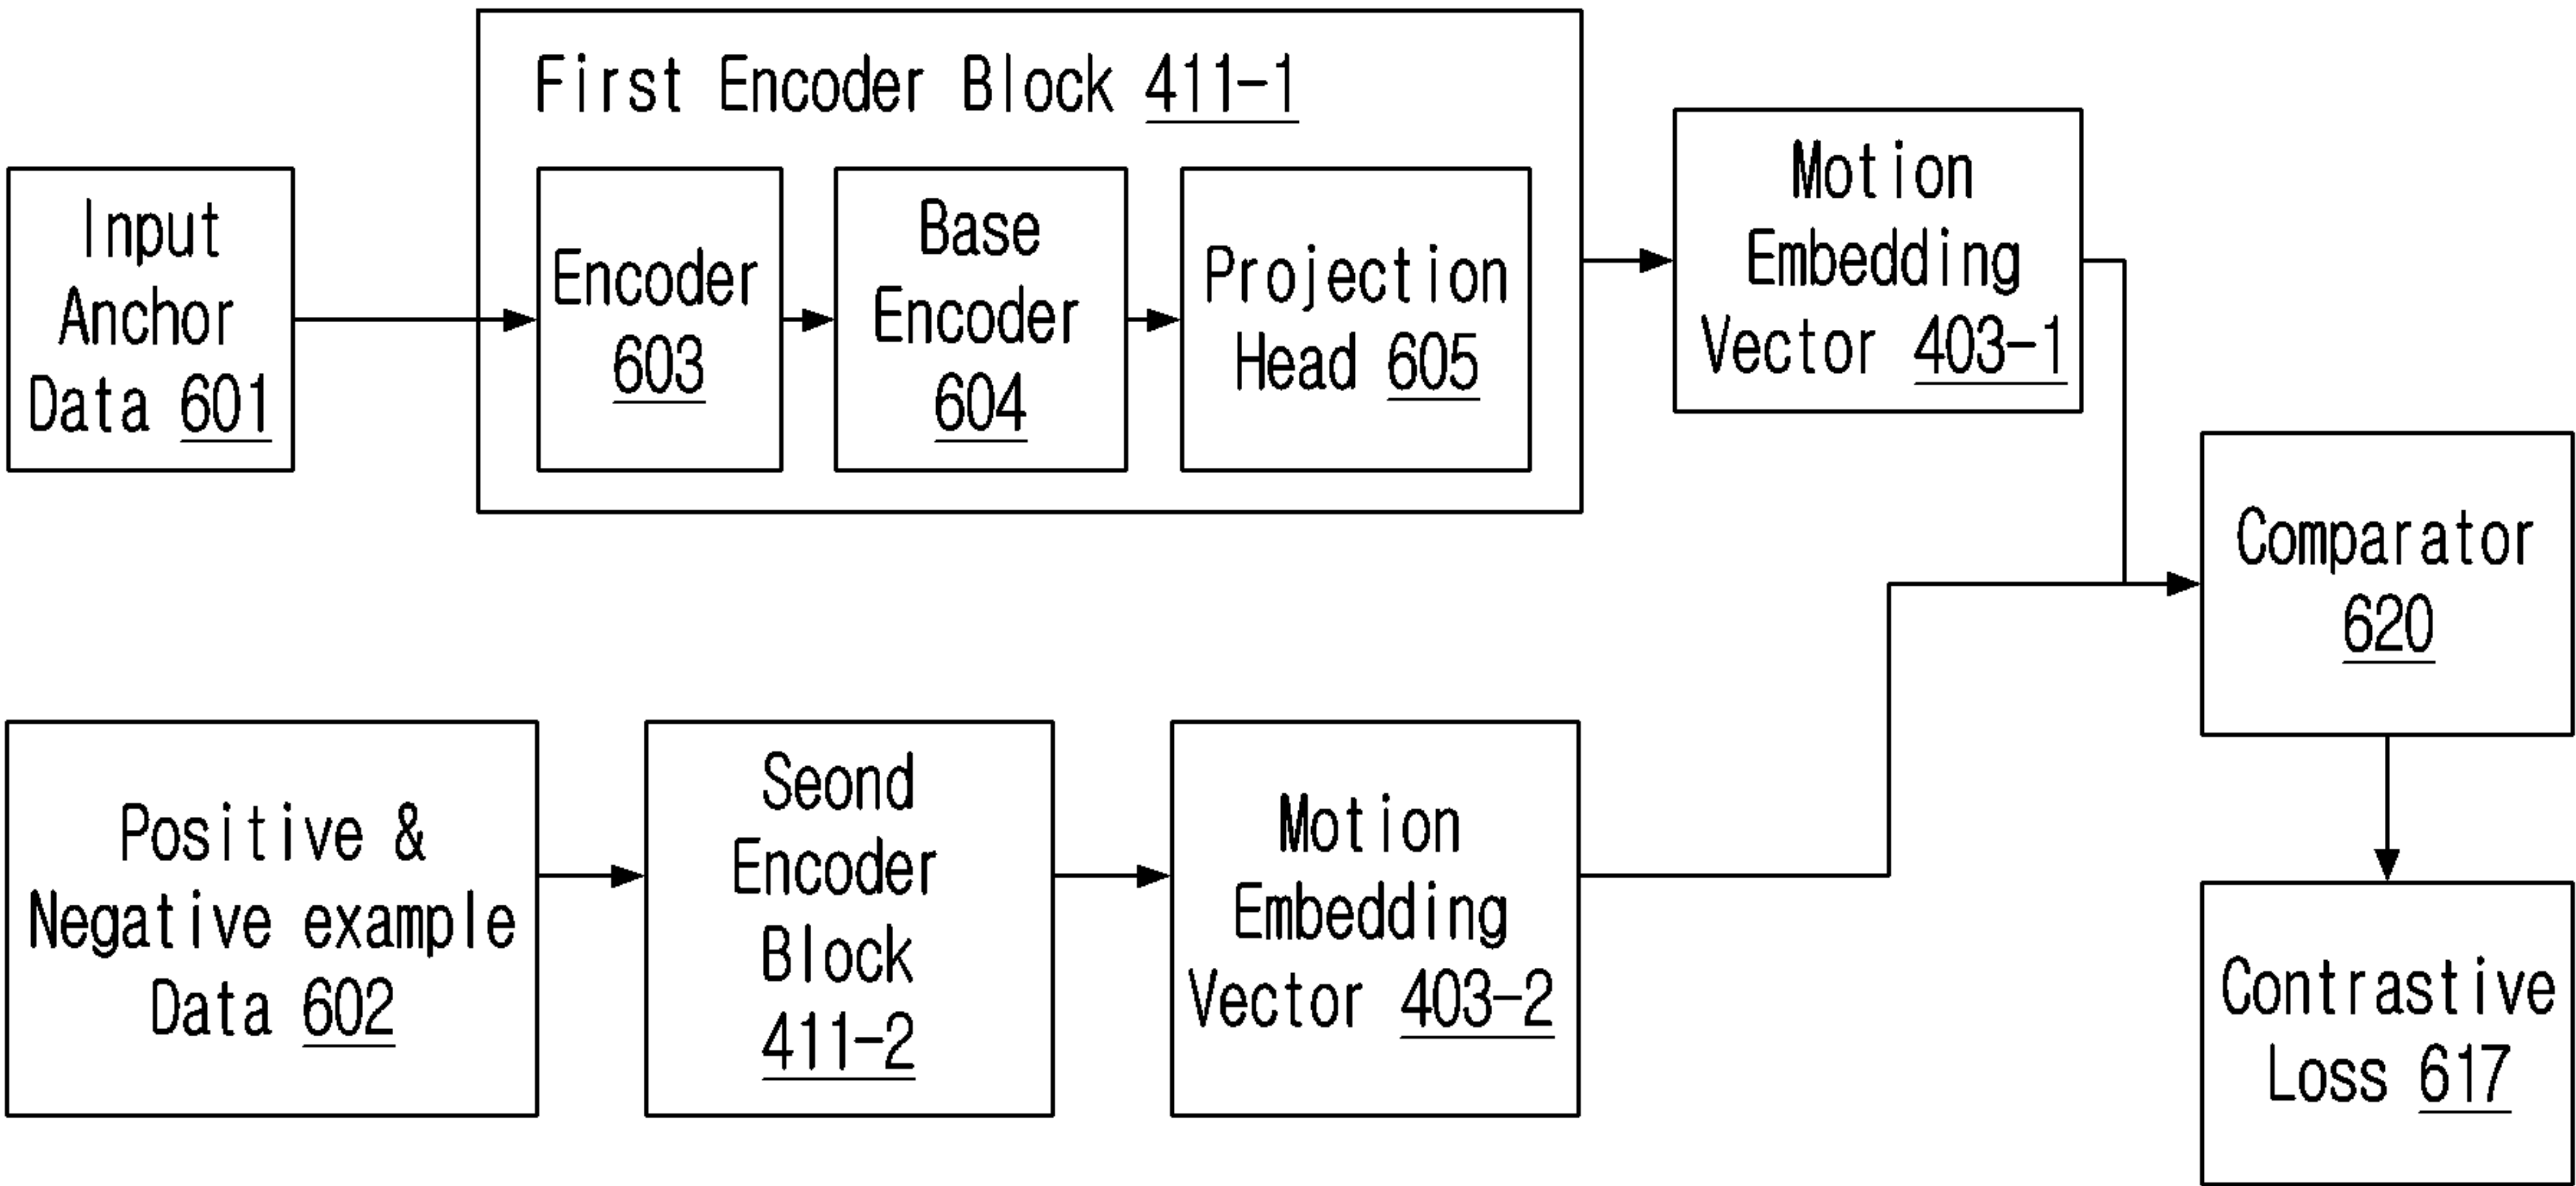 First Encoder Block 411-1
Input
Anchor
Data 601
Encoder
603
Base
Encoder
604
Projection
Head 605
Motion
Embedding
Vector 403-1
Comparator
620
Positive &
Negative example
Data 602
Seond
Encoder
Block
411-2
Motion
Embedding
Vector 403-2
Contrastive
Loss 617